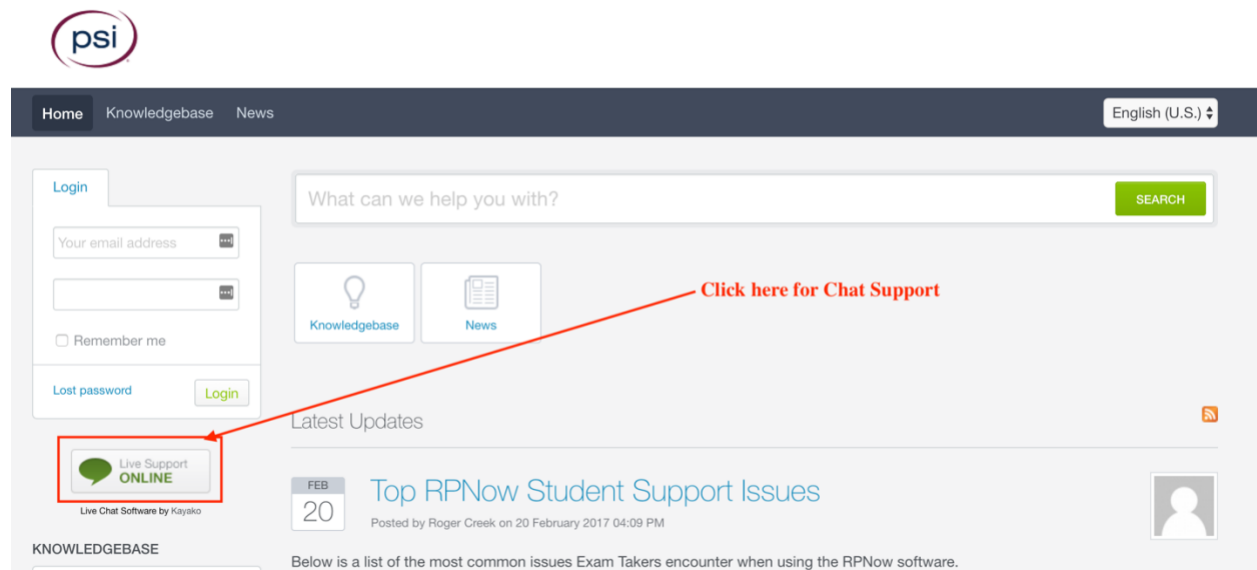 psi
Home Knowledgebase News
English (U.S.)
Login
What can we help you with?
SEARCH
Your email address
Remember me
Lost password
Login
Knowledgebase
News
Click here for Chat Support
Live Support
ONLINE
Live Chat Software by Kayako
KNOWLEDGEBASE
Latest Updates
FEB
20
Top RPNow Student Support Issues
Posted by Roger Creek on 20 February 2017 04:09 PM
Below is a list of the most common issues Exam Takers encounter when using the RPNow software.